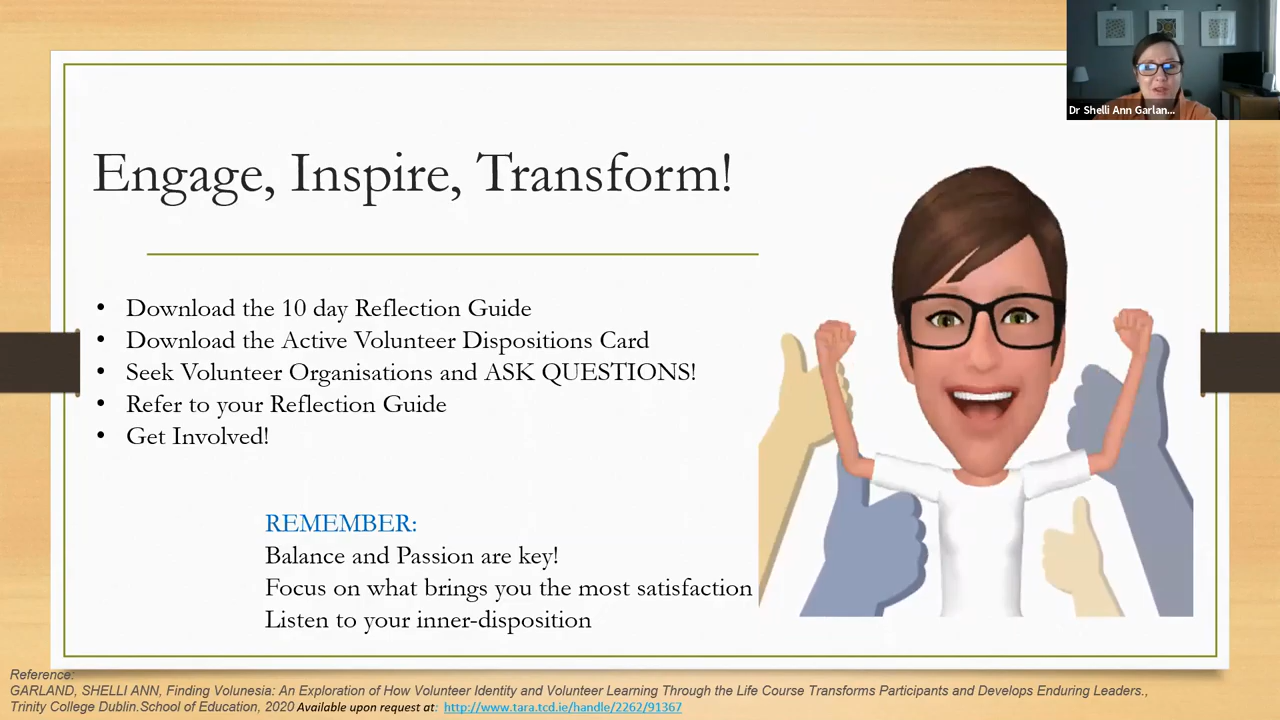 Dr Shelli Ann Garlan...
Engage, Inspire, Transform!
• Download the 10 day Reflection Guide
• Download the Active Volunteer Dispositions Card
• Seek Volunteer Organisations and ASK QUESTIONS!
• Refer to your Reflection Guide
• Get Involved!
REMEMBER:
Balance and Passion are key!
Focus on what brings you the most satisfaction
Listen to your inner-disposition
Reference:
GARLAND, SHELLI ANN, Finding Volunesia: An Exploration of How Volunteer Identity and Volunteer Learning Through the Life Course Transforms Participants and Develops Enduring Leaders.,
Trinity College Dublin.School of Education, 2020 Available upon request at: http://www.tara.tcd.ie/handle/2262/91367